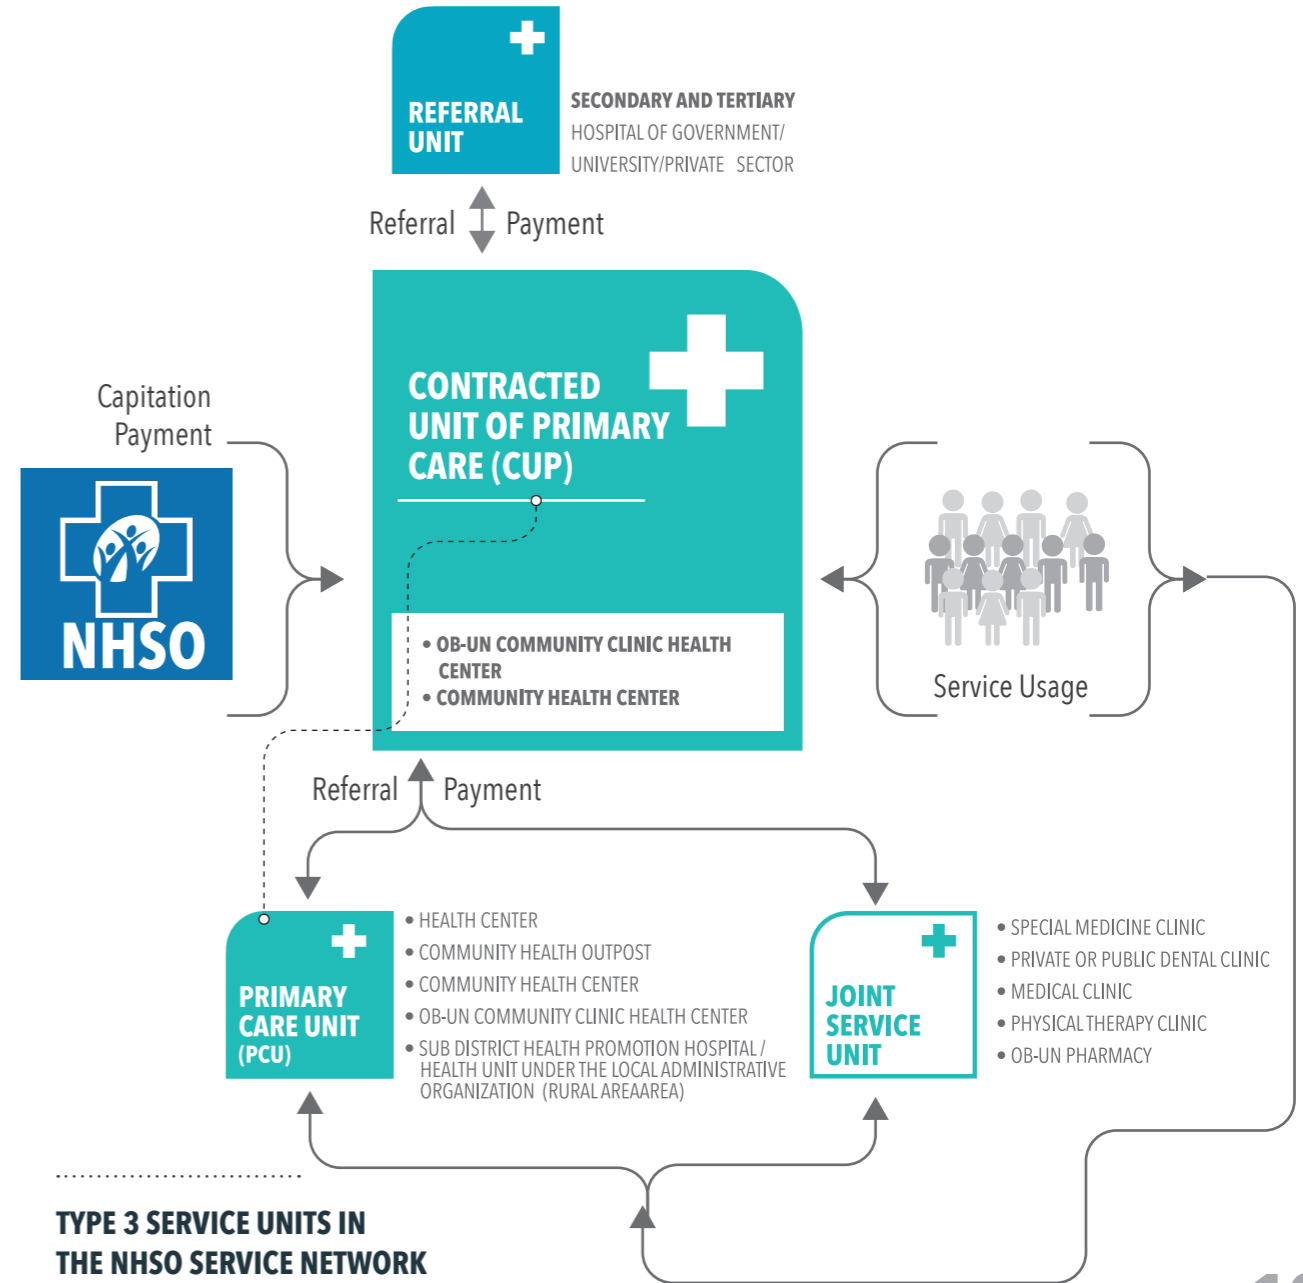 REFERRAL
UNIT
SECONDARY AND TERTIARY
HOSPITAL OF GOVERNMENT/
UNIVERSITY/PRIVATE SECTOR
Referral Payment
CONTRACTED
UNIT OF PRIMARY
CARE (CUP)
Capitation
Payment
NHSO
• OB-UN COMMUNITY CLINIC HEALTH
CENTER
• COMMUNITY HEALTH CENTER
Service Usage
Referral Payment
PRIMARY
CARE UNIT
(PCU)
• HEALTH CENTER
• COMMUNITY HEALTH OUTPOST
• COMMUNITY HEALTH CENTER
• OB-UN COMMUNITY CLINIC HEALTH CENTER
• SUB DISTRICT HEALTH PROMOTION HOSPITAL /
HEALTH UNIT UNDER THE LOCAL ADMINISTRATIVE
ORGANIZATION (RURAL AREAAREA)
JOINT
SERVICE
UNIT
• SPECIAL MEDICINE CLINIC
• PRIVATE OR PUBLIC DENTAL CLINIC
• MEDICAL CLINIC
• PHYSICAL THERAPY CLINIC
• OB-UN PHARMACY
TYPE 3 SERVICE UNITS IN
THE NHSO SERVICE NETWORK